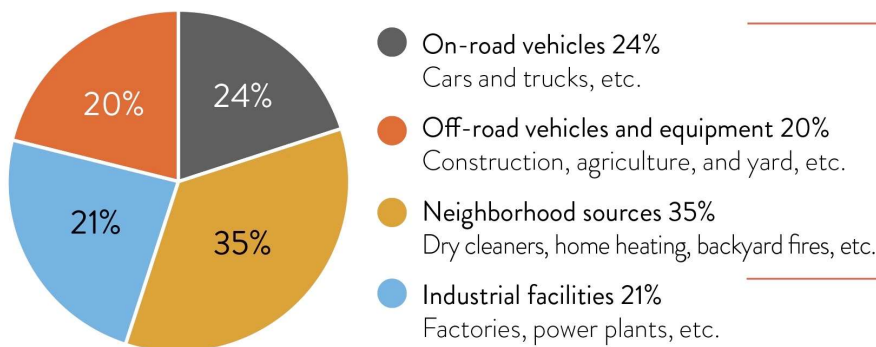 20%
24%
21%
35%
On-road vehicles 24%
Cars and trucks, etc.
Off-road vehicles and equipment 20%
Construction, agriculture, and yard, etc.
Neighborhood sources 35%
Dry cleaners, home heating, backyard fires, etc.
Industrial facilities 21%
Factories, power plants, etc.